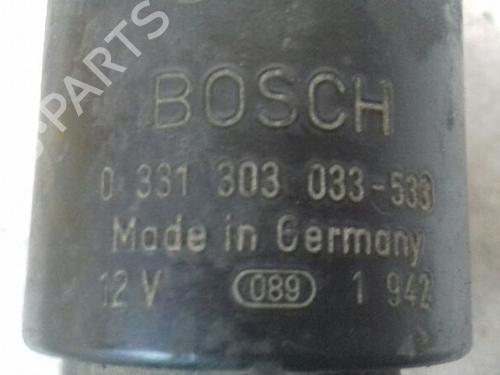 BOSCH
0 331 303 033-533
Made in Germany
12 V 089 1 942